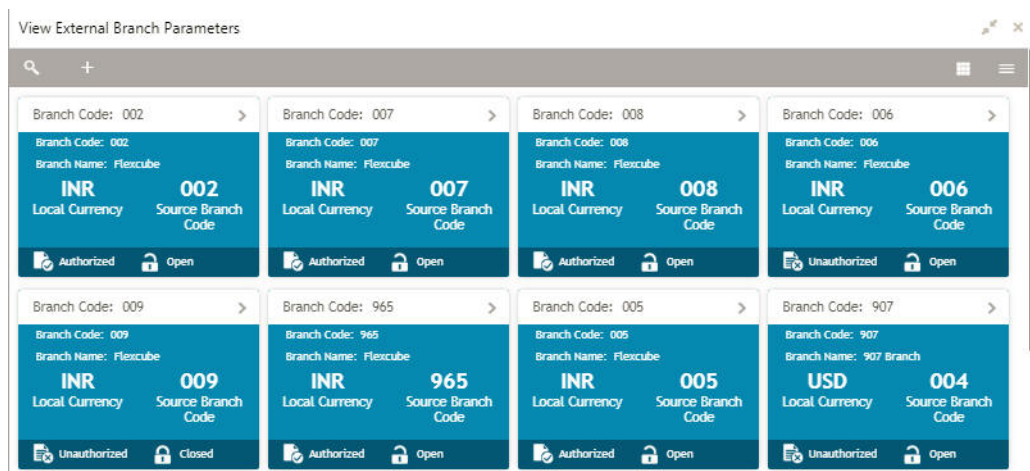 View External Branch Parameters
Branch Code: 002
Branch Code: 002
Branch Name: Flexcube
INR
Local Currency
002
Source Branch
Code
Authorized
Open
Branch Code: 007
Branch Code: 007
Branch Name: Flexcube
INR
Local Currency
007
Source Branch
Code
Authorized
Open
Branch Code: 008
Branch Code: 008
Branch Name: Flexcube
INR
Local Currency
008
Source Branch
Code
Authorized
Open
Branch Code: 006
Branch Code: 006
Branch Name: Flexcube
INR
Local Currency
006
Source Branch
Code
Unauthorized
Open
Branch Code: 009
Branch Code: 009
Branch Name: Flexcube
INR
Local Currency
009
Source Branch
Code
Unauthorized
Closed
Branch Code: 965
Branch Code: 965
Branch Name: Flexcube
INR
Local Currency
965
Source Branch
Code
Authorized
Open
Branch Code: 005
Branch Code: 005
Branch Name: Flexcube
INR
Local Currency
005
Source Branch
Code
Authorized
Open
Branch Code: 907
Branch Code: 907
Branch Name: 907 Branch
USD
Local Currency
004
Source Branch
Code
Unauthorized
Open